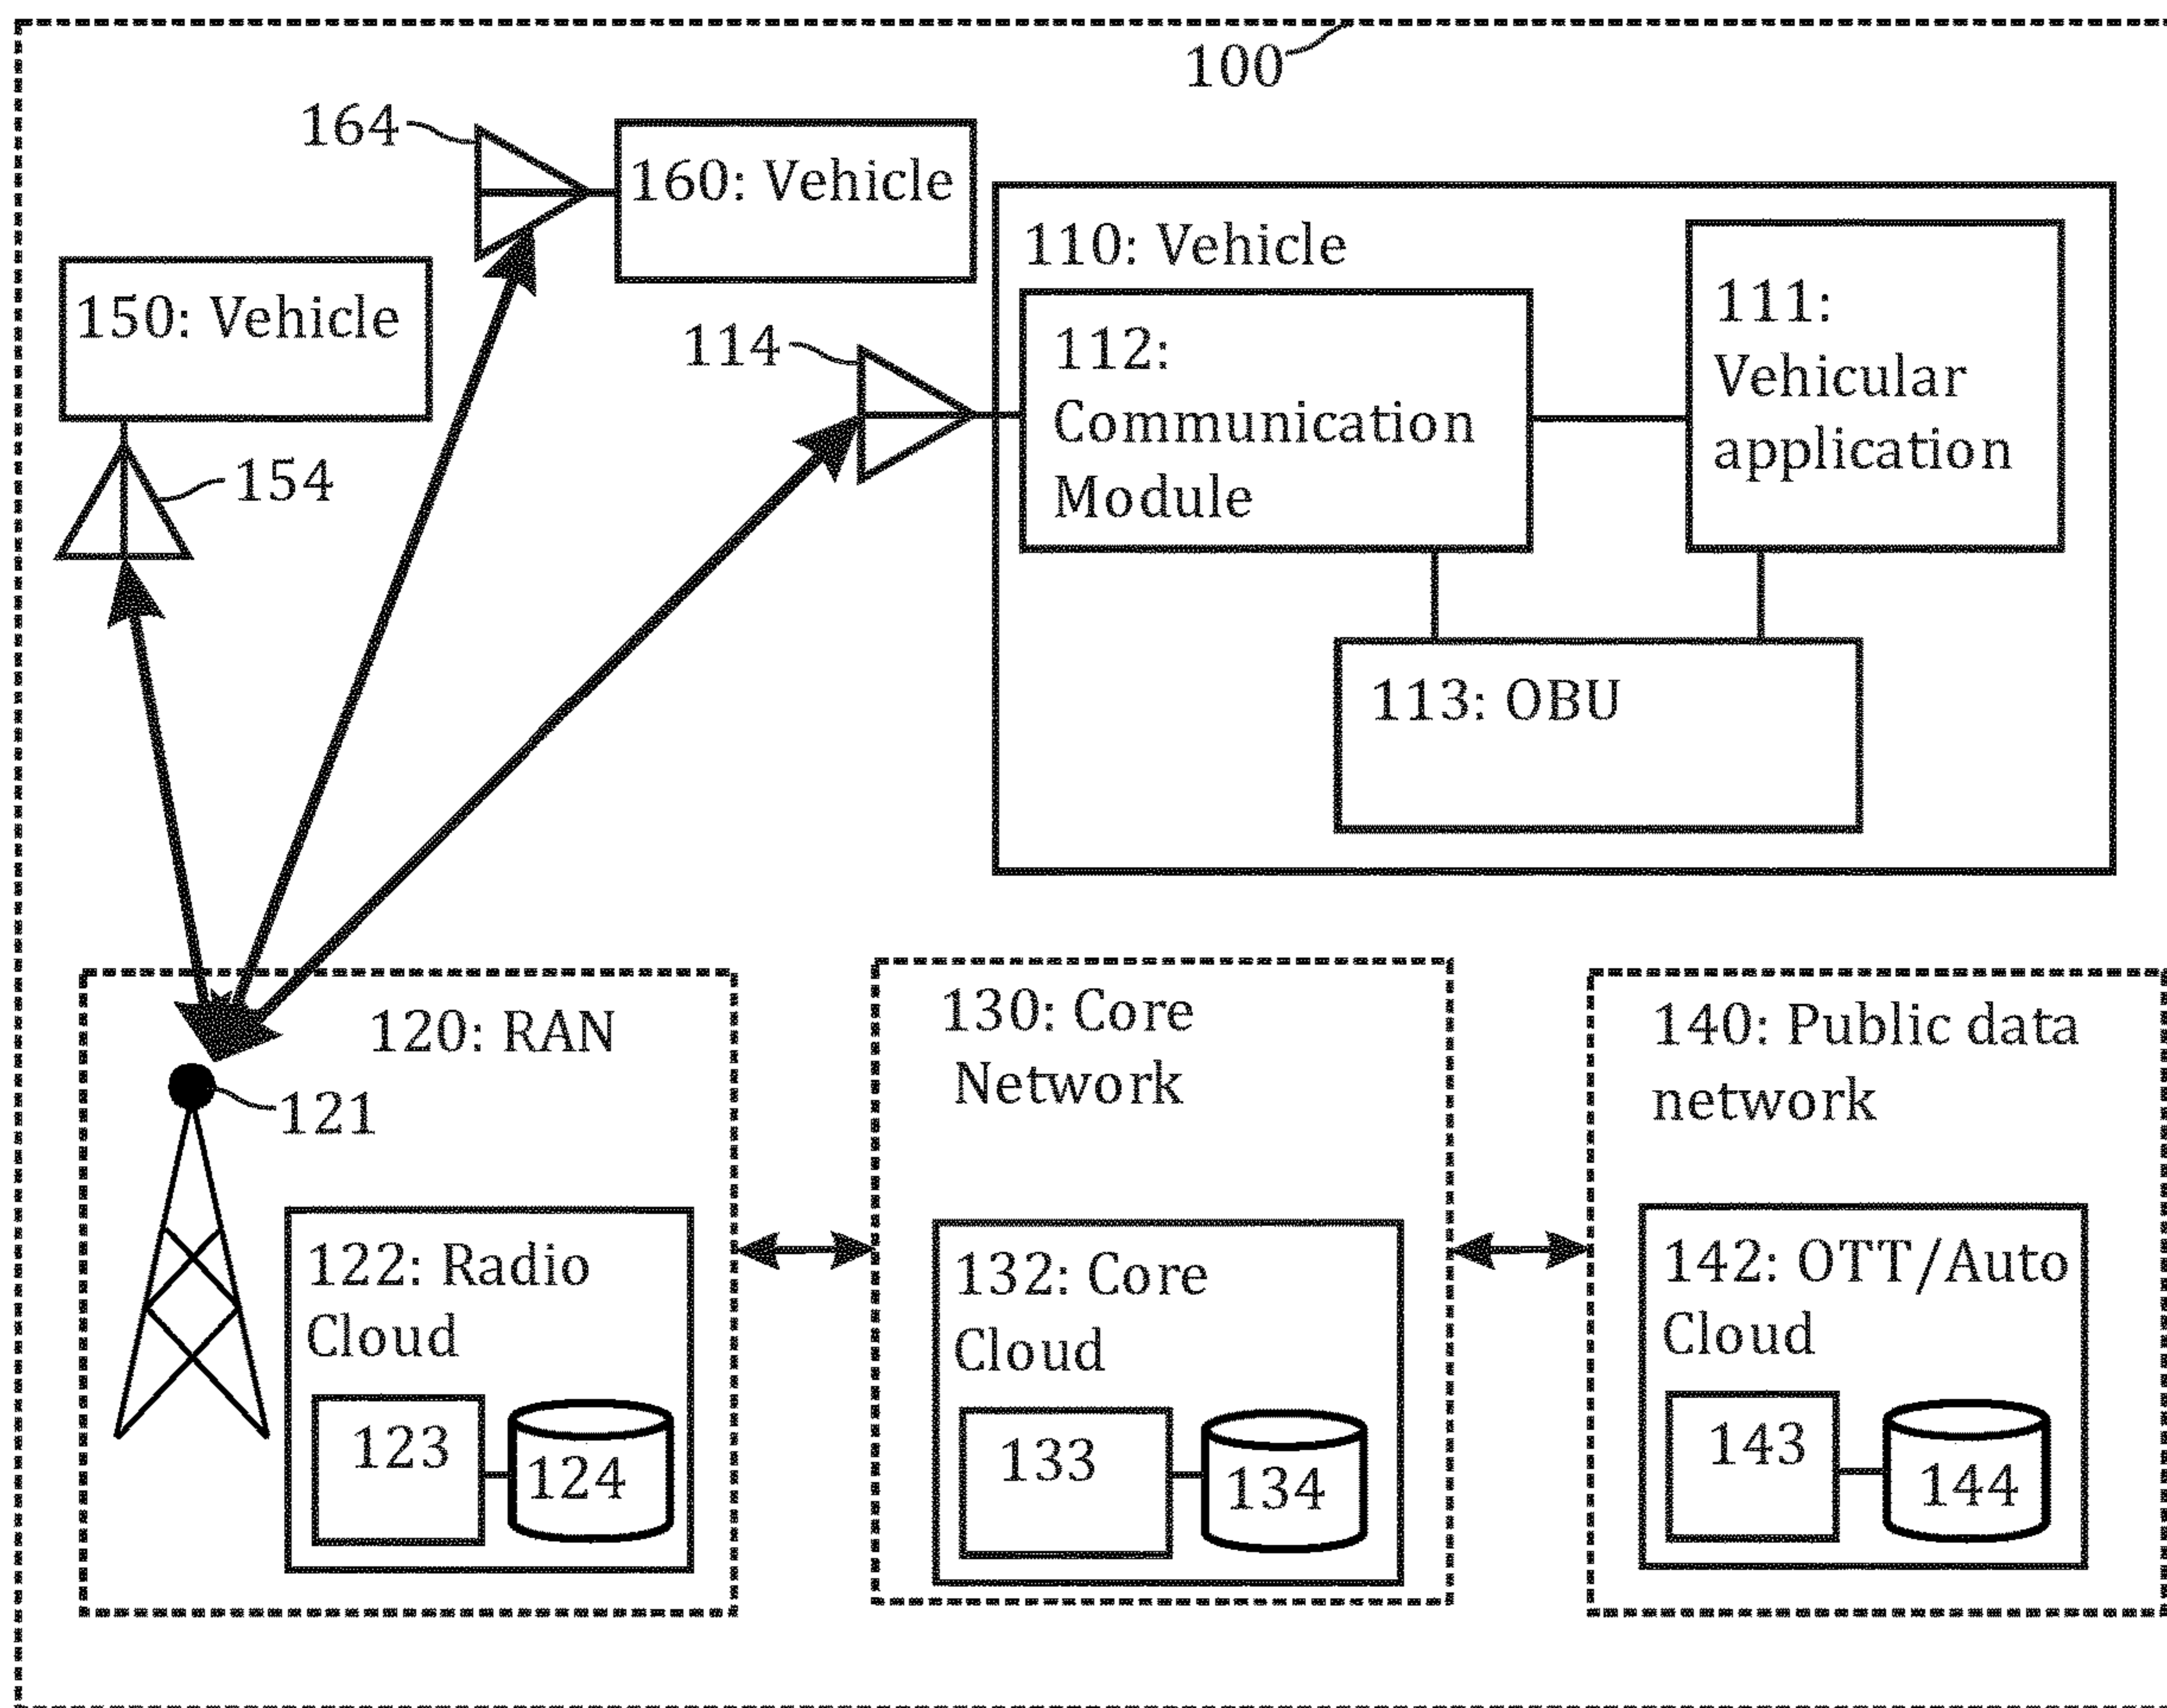 100
164
160: Vehicle
110: Vehicle
150: Vehicle
114
112:
Communication
Module
111:
Vehicular
application
154
113: OBU
120: RAN
121
122: Radio
Cloud
123
124
130: Core
Network
132: Core
Cloud
133
134
140: Public data
network
142: OTT/Auto
Cloud
143
144